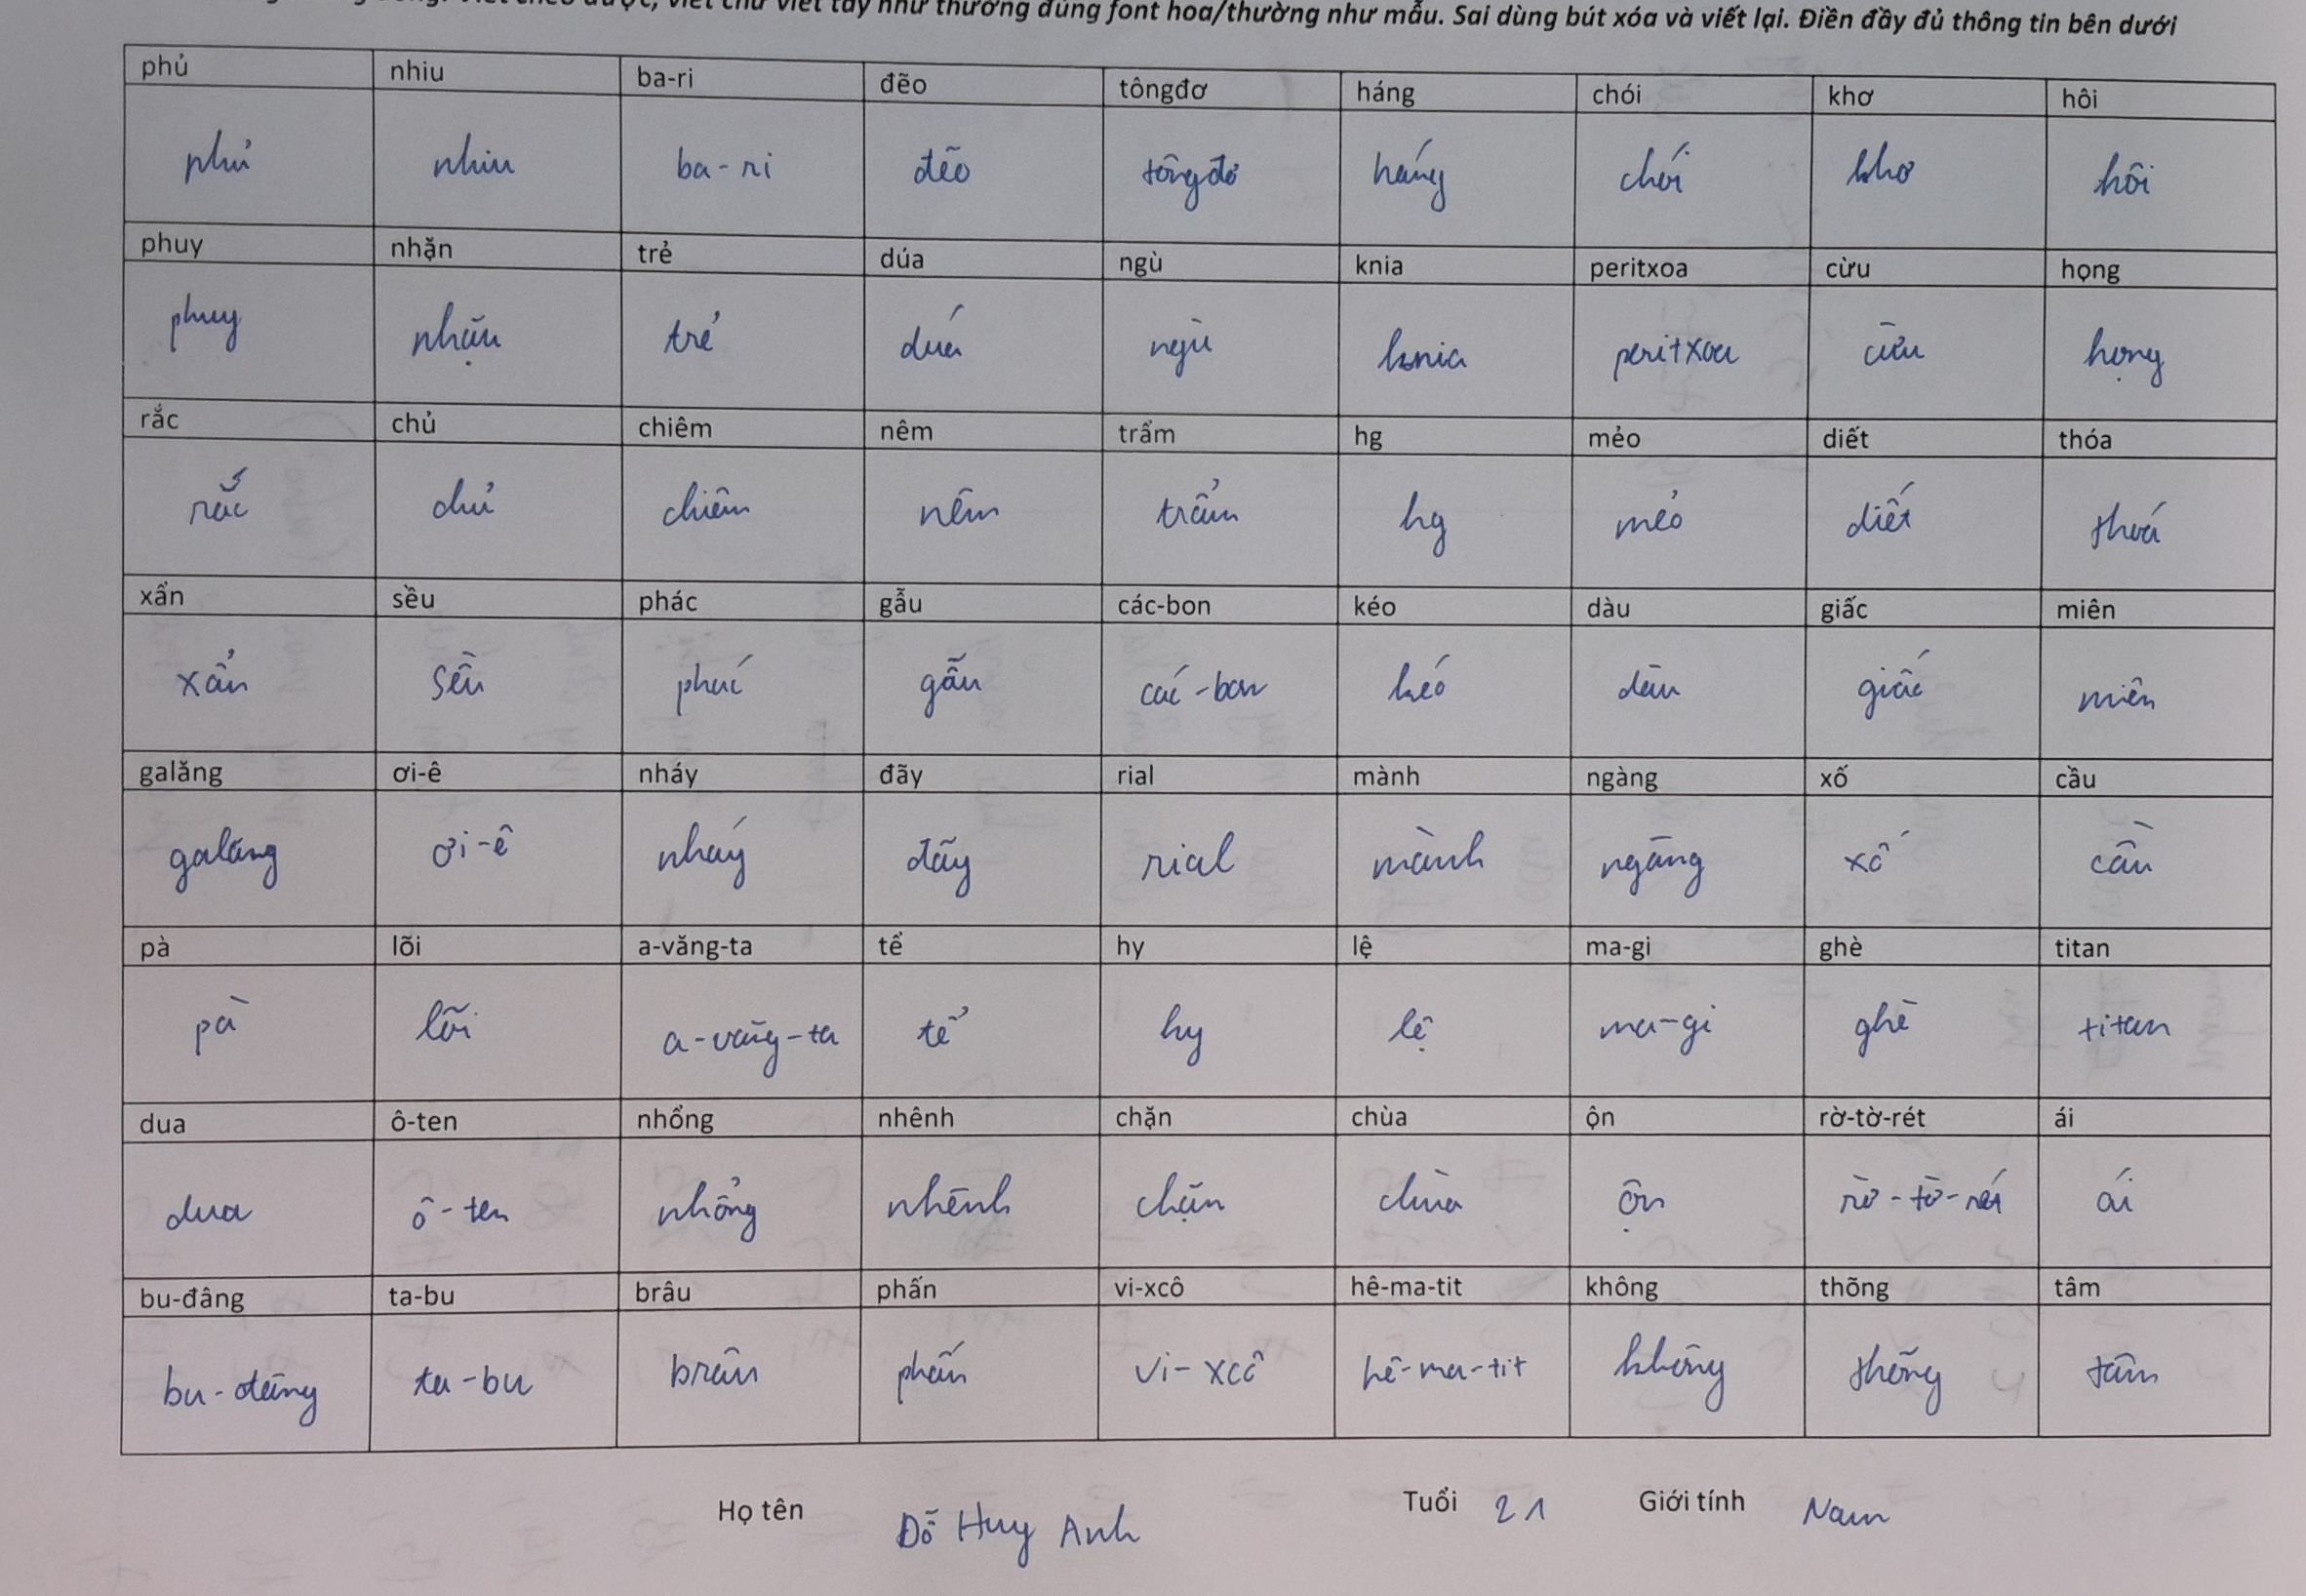 viết chữ viết tay như thường đúng font hoa/thường như mẫu. Sai dùng bút xóa và viết lại. Điền đầy đủ thông tin bên dưới
phủ nhiu ba-ri đẽo tôngđơ háng chói khơ hôi
phủ nhiu ba-ri đẽo tôngđơ háng chói khơ hôi
phuy nhặn trẻ dúa ngù knia peritxoa cừu họng
phuy nhặn trẻ dúa ngù knia peritxoa cừu họng
rắc chủ chiêm nêm trẩm hg mẻo diết thóa
rắc chủ chiêm nêm trẩm hg mẻo diết thoá
xẩn sều phác gẫu các-bon kéo dàu giấc miên
xẩn sều phác gẫu các-bon kéo dàu giấc miên
galăng ơi-ê nháy đãy rial mành ngàng xố cầu
galăng ơi-ê nháy đãy rial mành ngàng xố cầu
pà lõi a-văng-ta tể hy lệ ma-gi ghè titan
pà lõi a-văng-ta tể hy lệ ma-gi ghè titan
dua ô-ten nhổng nhênh chặn chùa ộn rờ-tờ-rét ái
dua ô-ten nhổng nhênh chặn chùa ộn rờ-tờ-rét ái
bu-đâng ta-bu brâu phấn vi-xcô hê-ma-tit không thõng tâm
bu-đâng ta-bu brâu phấn vi-xcô hê-ma-tit không thõng tâm
Họ tên Đỗ Huy Anh Tuổi 21 Giới tính Nam